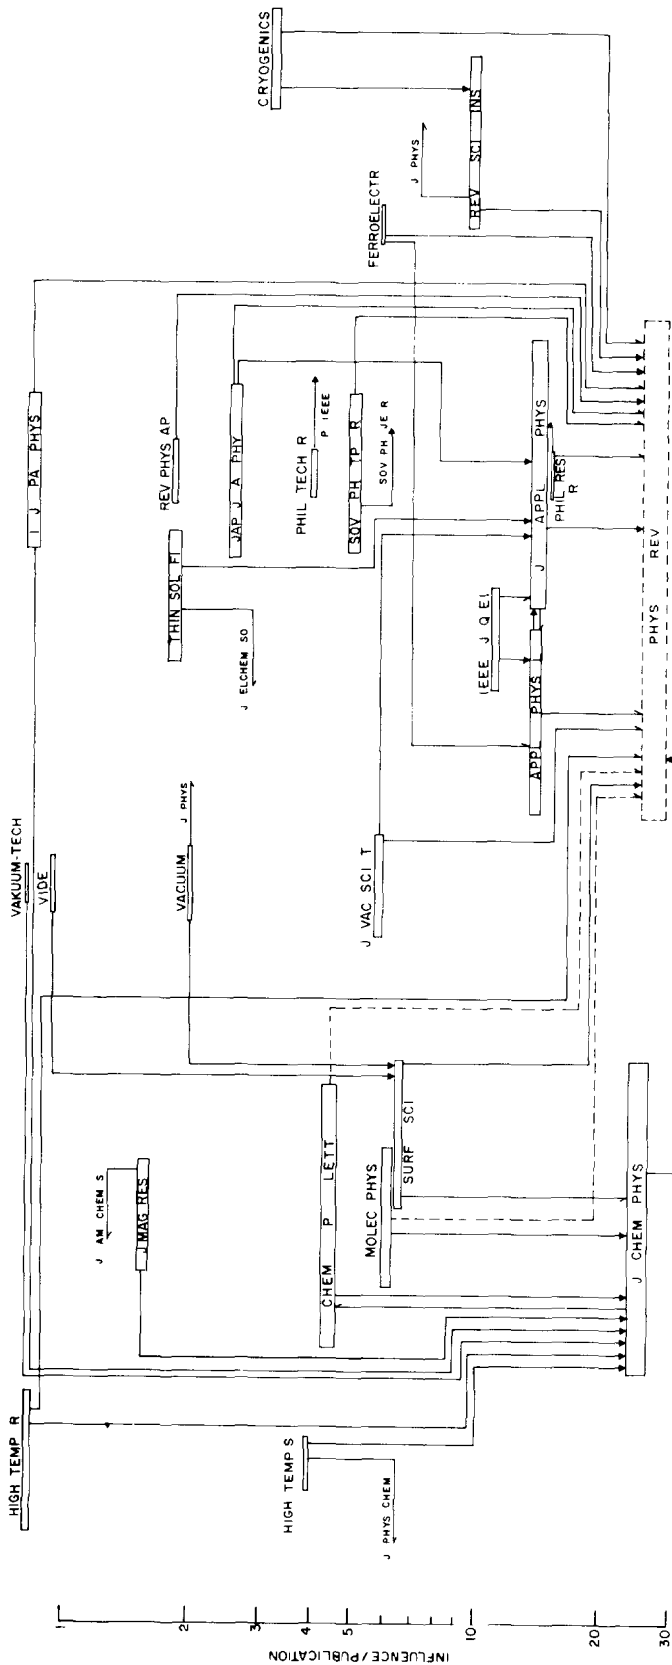 HIGH TEMP R
VAKUUM-TECH
VIDE
I J PA PHYS
J AM CHEM S
J MAG RES
VACUUM
J PHYS
THIN SOL FI
REV PHYS AP
J ELCHEM SO
JAP J A PHY
CRYOGENICS
HIGH TEMP S
J PHYS CHEM
CHEM P LETT
PHIL TECH R
P IEEE
SOV PH TP R
SOV PH JE R
MOLEC PHYS
SURF SCI
J VAC SCI T
FERROELECTR
J PHYS
REV SCI INS
IEEE J Q EL
APPL PHYS
J APPL PHYS
PHIL RES R
J CHEM PHYS
PHYS REV
INFLUENCE/PUBLICATION
1
2
3
4
5
10
20
30